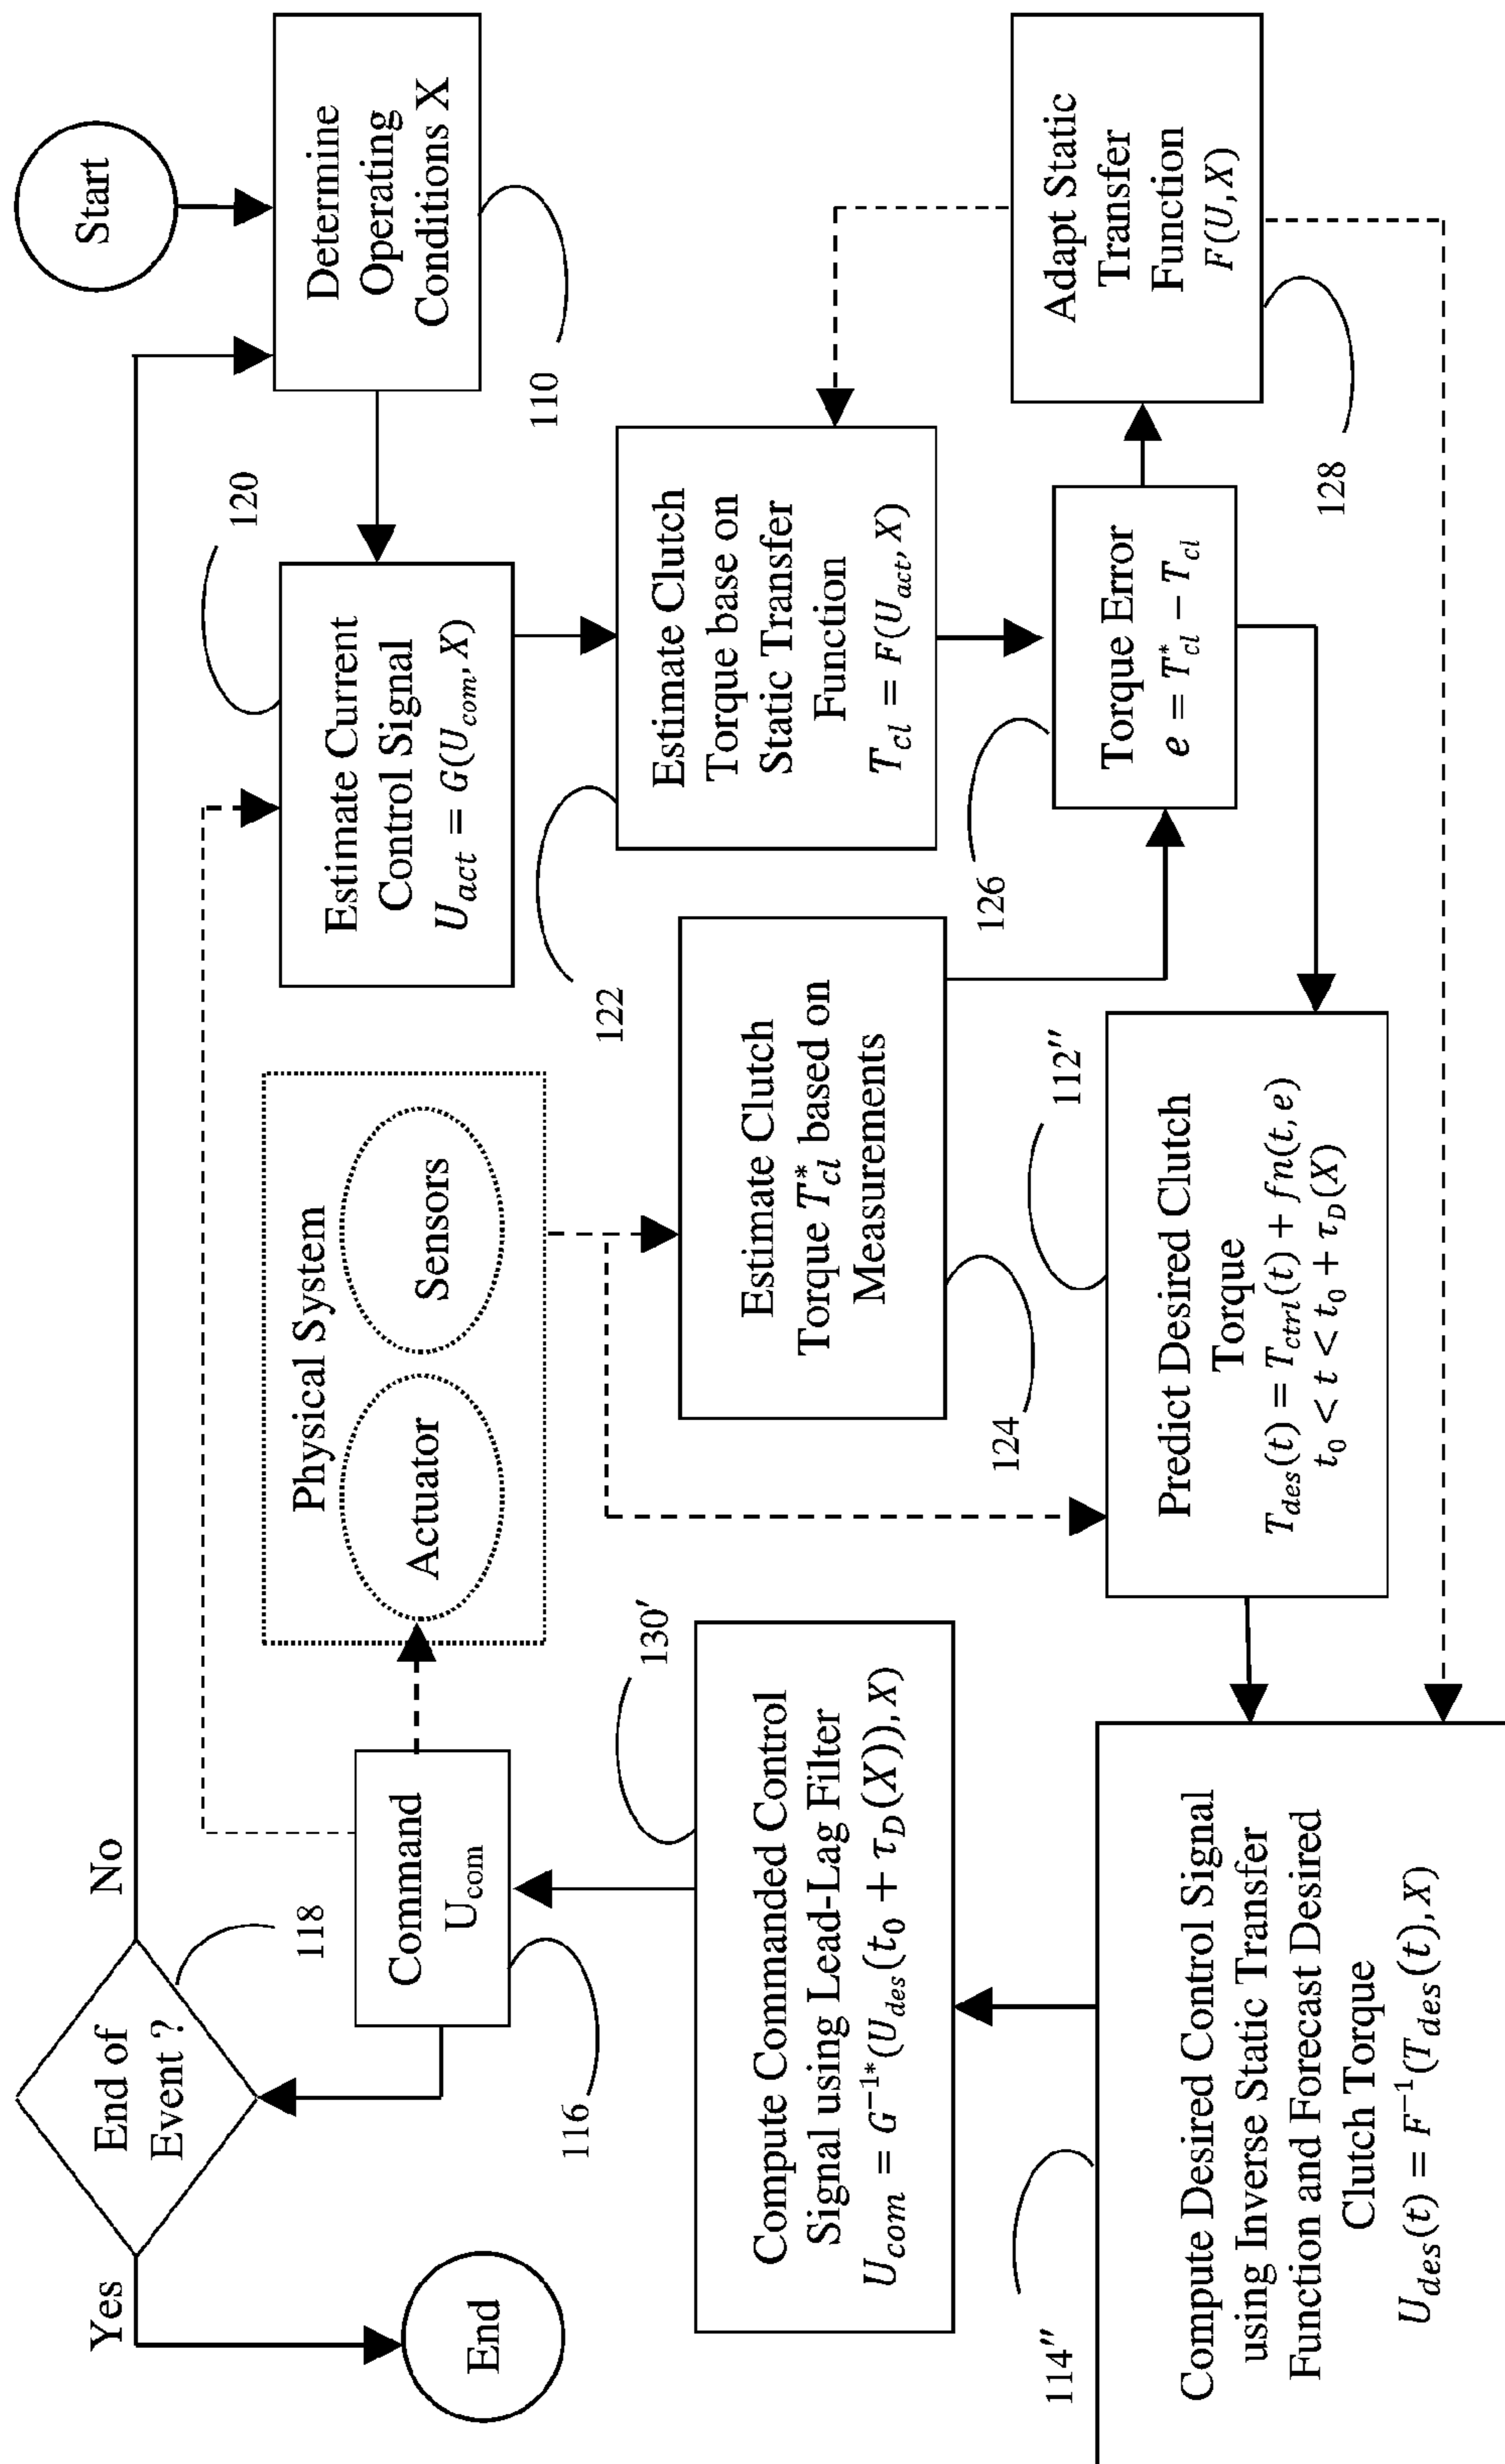 Start
Determine
Operating
Conditions X
110
120
Estimate Current
Control Signal
U_act = G(U_com, X)
122
Estimate Clutch
Torque base on
Static Transfer
Function
T_cl = F(U_act, X)
Physical System
Actuator
Sensors
Estimate Clutch
Torque T*_cl based on
Measurements
124
126
Torque Error
e = T*_cl − T_cl
Adapt Static
Transfer
Function
F(U, X)
128
112″
Predict Desired Clutch
Torque
T_des(t) = T_ctrl(t) + fn(t, e)
t_0 < t < t_0 + τ_D(X)
Compute Desired Control Signal
using Inverse Static Transfer
Function and Forecast Desired
Clutch Torque
U_des(t) = F⁻¹(T_des(t), X)
114″
Compute Commanded Control
Signal using Lead-Lag Filter
U_com = G⁻¹*(U_des(t_0 + τ_D(X)), X)
130′
Command
U_com
116
End of
Event ?
118
No
Yes
End